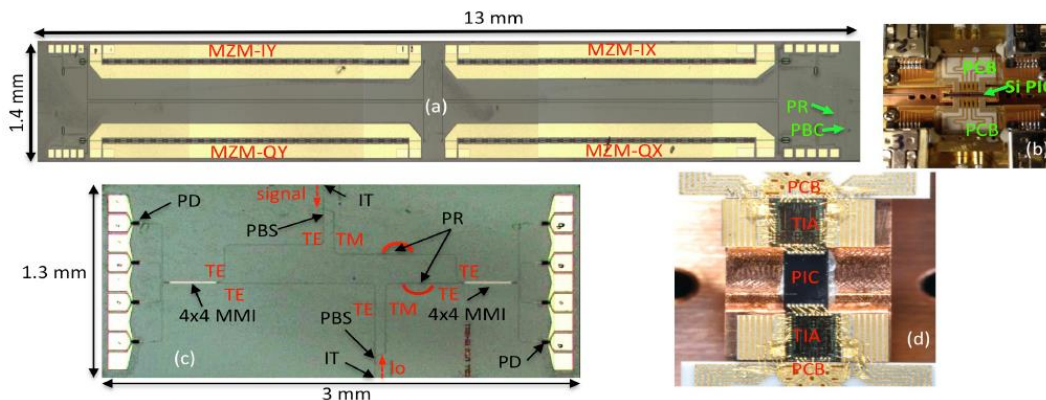 13 mm
1.4 mm
MZM-IY
MZM-IX
(a)
PR
PBC
MZM-QY
MZM-QX
PCB
Si PIC
PCB
(b)
1.3 mm
PD
signal
IT
PBS
TE
TM
PR
TE
TE
4x4 MMI
TE
TM
TE
4x4 MMI
PBS
IT
lo
PD
(c)
3 mm
PCB
TIA
PIC
TIA
PCB
(d)